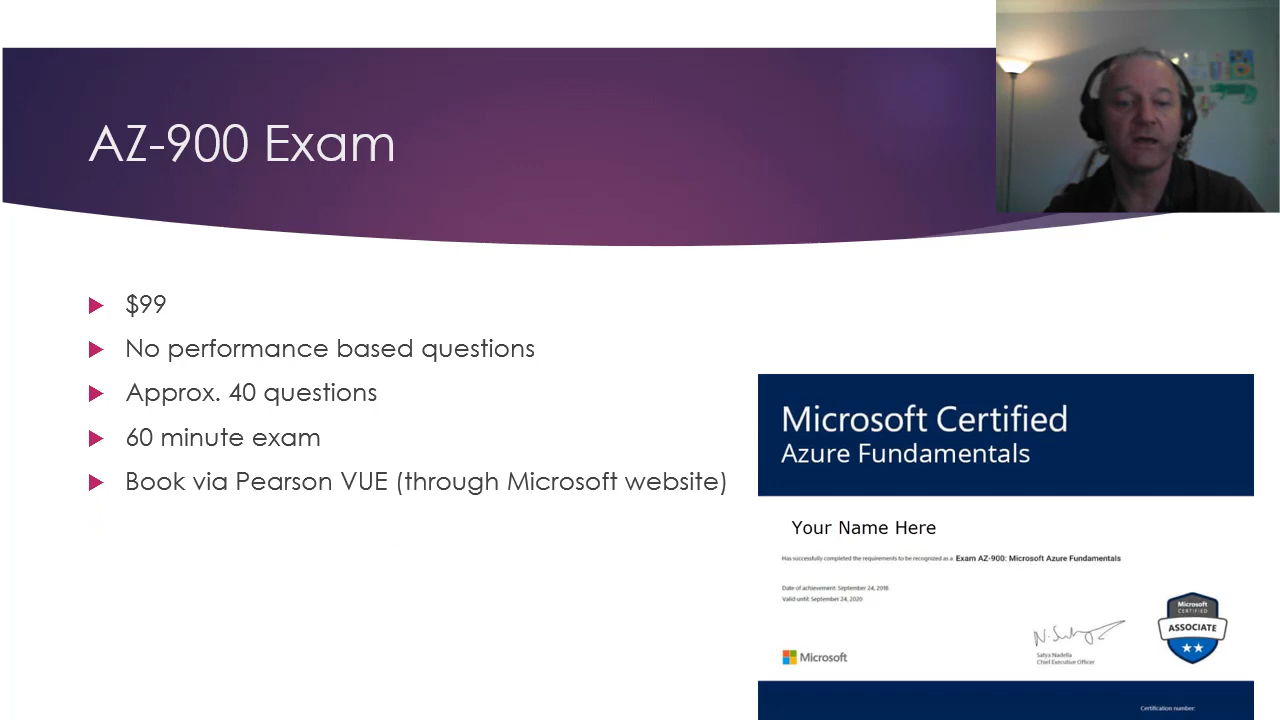 AZ-900 Exam
$99
No performance based questions
Approx. 40 questions
60 minute exam
Book via Pearson VUE (through Microsoft website)
Microsoft Certified
Azure Fundamentals
Your Name Here
Has successfully completed the requirements to be recognized as a Exam AZ-900: Microsoft Azure Fundamentals
Date of achievement: September 24, 2018
Valid until: September 24, 2020
Satya Nadella
Chief Executive Officer
Microsoft
Microsoft
CERTIFIED
ASSOCIATE
Certification number: